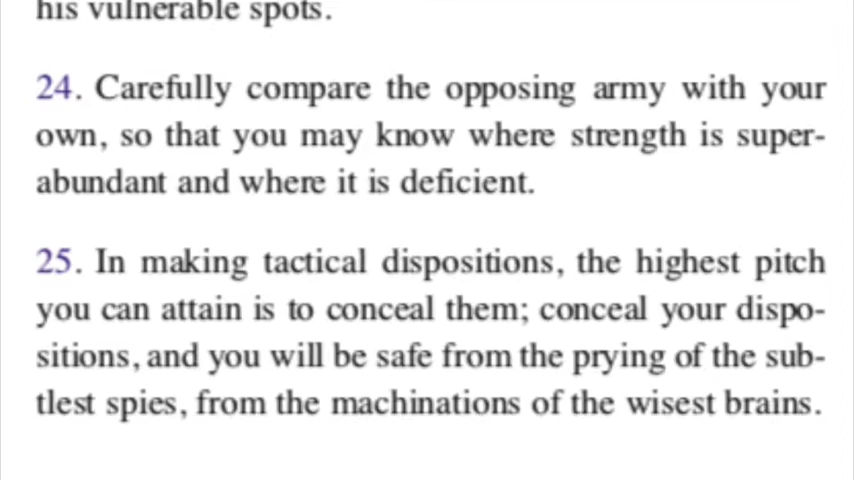 his vulnerable spots.
24. Carefully compare the opposing army with your
own, so that you may know where strength is super-
abundant and where it is deficient.
25. In making tactical dispositions, the highest pitch
you can attain is to conceal them; conceal your dispo-
sitions, and you will be safe from the prying of the sub-
tlest spies, from the machinations of the wisest brains.